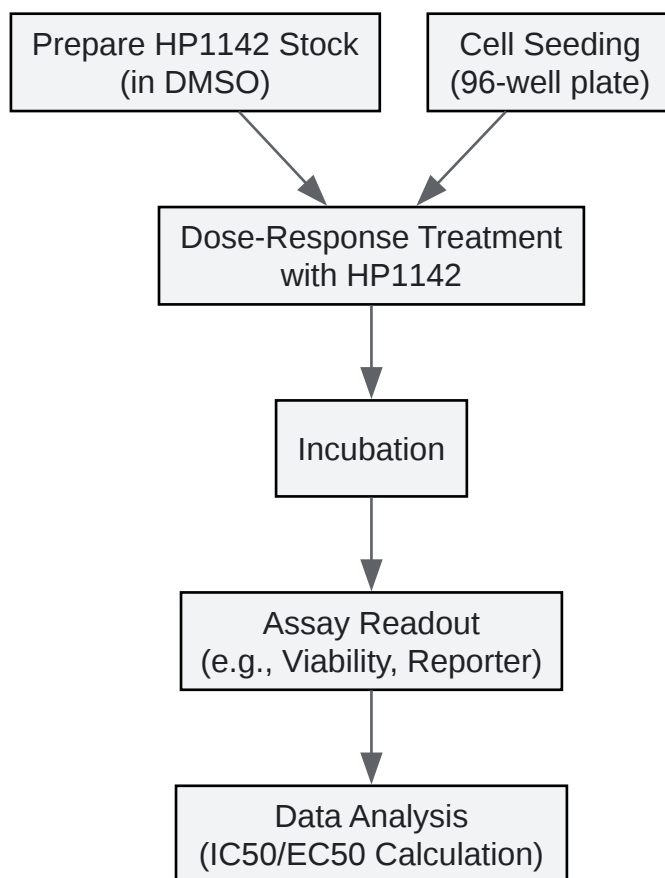 Prepare HP1142 Stock
(in DMSO)
Cell Seeding
(96-well plate)
Dose-Response Treatment
with HP1142
Incubation
Assay Readout
(e.g., Viability, Reporter)
Data Analysis
(IC50/EC50 Calculation)